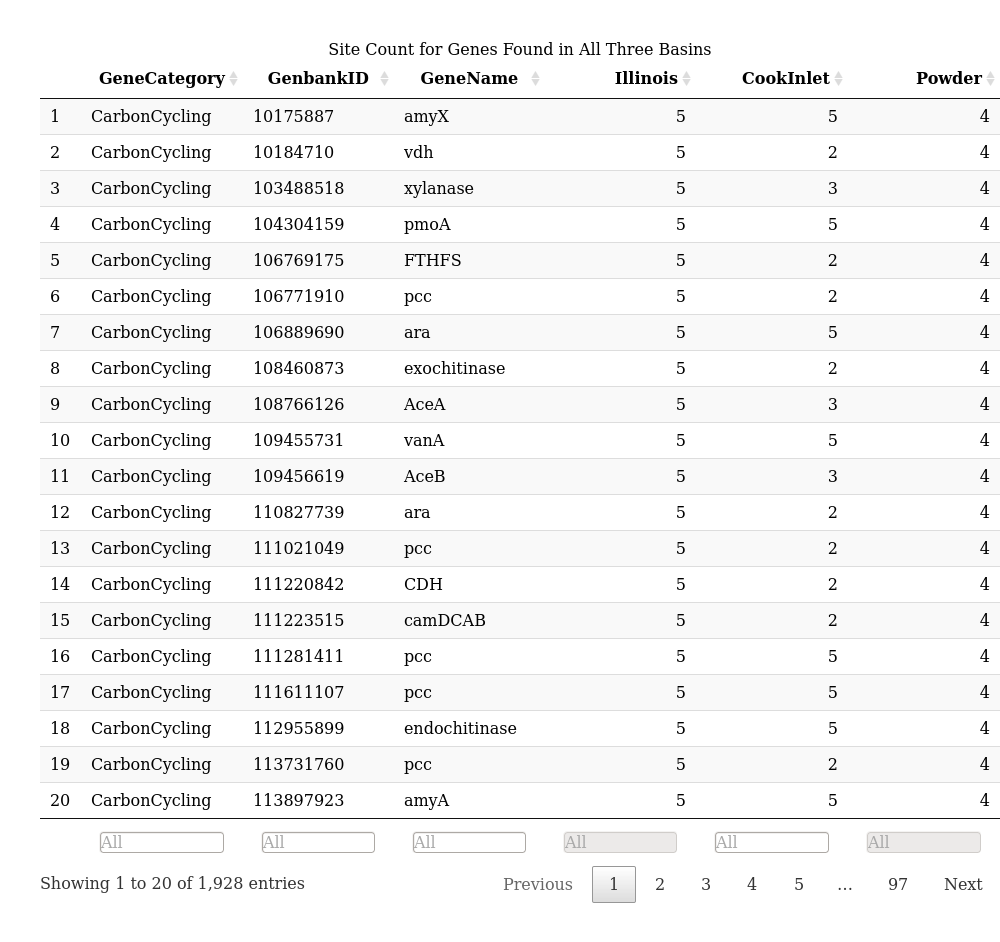 Site Count for Genes Found in All Three Basins
GeneCategory GenbankID GeneName Illinois CookInlet Powder
1 CarbonCycling 10175887 amyX 5 5 4
2 CarbonCycling 10184710 vdh 5 2 4
3 CarbonCycling 103488518 xylanase 5 3 4
4 CarbonCycling 104304159 pmoA 5 5 4
5 CarbonCycling 106769175 FTHFS 5 2 4
6 CarbonCycling 106771910 pcc 5 2 4
7 CarbonCycling 106889690 ara 5 5 4
8 CarbonCycling 108460873 exochitinase 5 2 4
9 CarbonCycling 108766126 AceA 5 3 4
10 CarbonCycling 109455731 vanA 5 5 4
11 CarbonCycling 109456619 AceB 5 3 4
12 CarbonCycling 110827739 ara 5 2 4
13 CarbonCycling 111021049 pcc 5 2 4
14 CarbonCycling 111220842 CDH 5 2 4
15 CarbonCycling 111223515 camDCAB 5 2 4
16 CarbonCycling 111281411 pcc 5 5 4
17 CarbonCycling 111611107 pcc 5 5 4
18 CarbonCycling 112955899 endochitinase 5 5 4
19 CarbonCycling 113731760 pcc 5 2 4
20 CarbonCycling 113897923 amyA 5 5 4
All All All All All All
Showing 1 to 20 of 1,928 entries Previous 1 2 3 4 5 … 97 Next